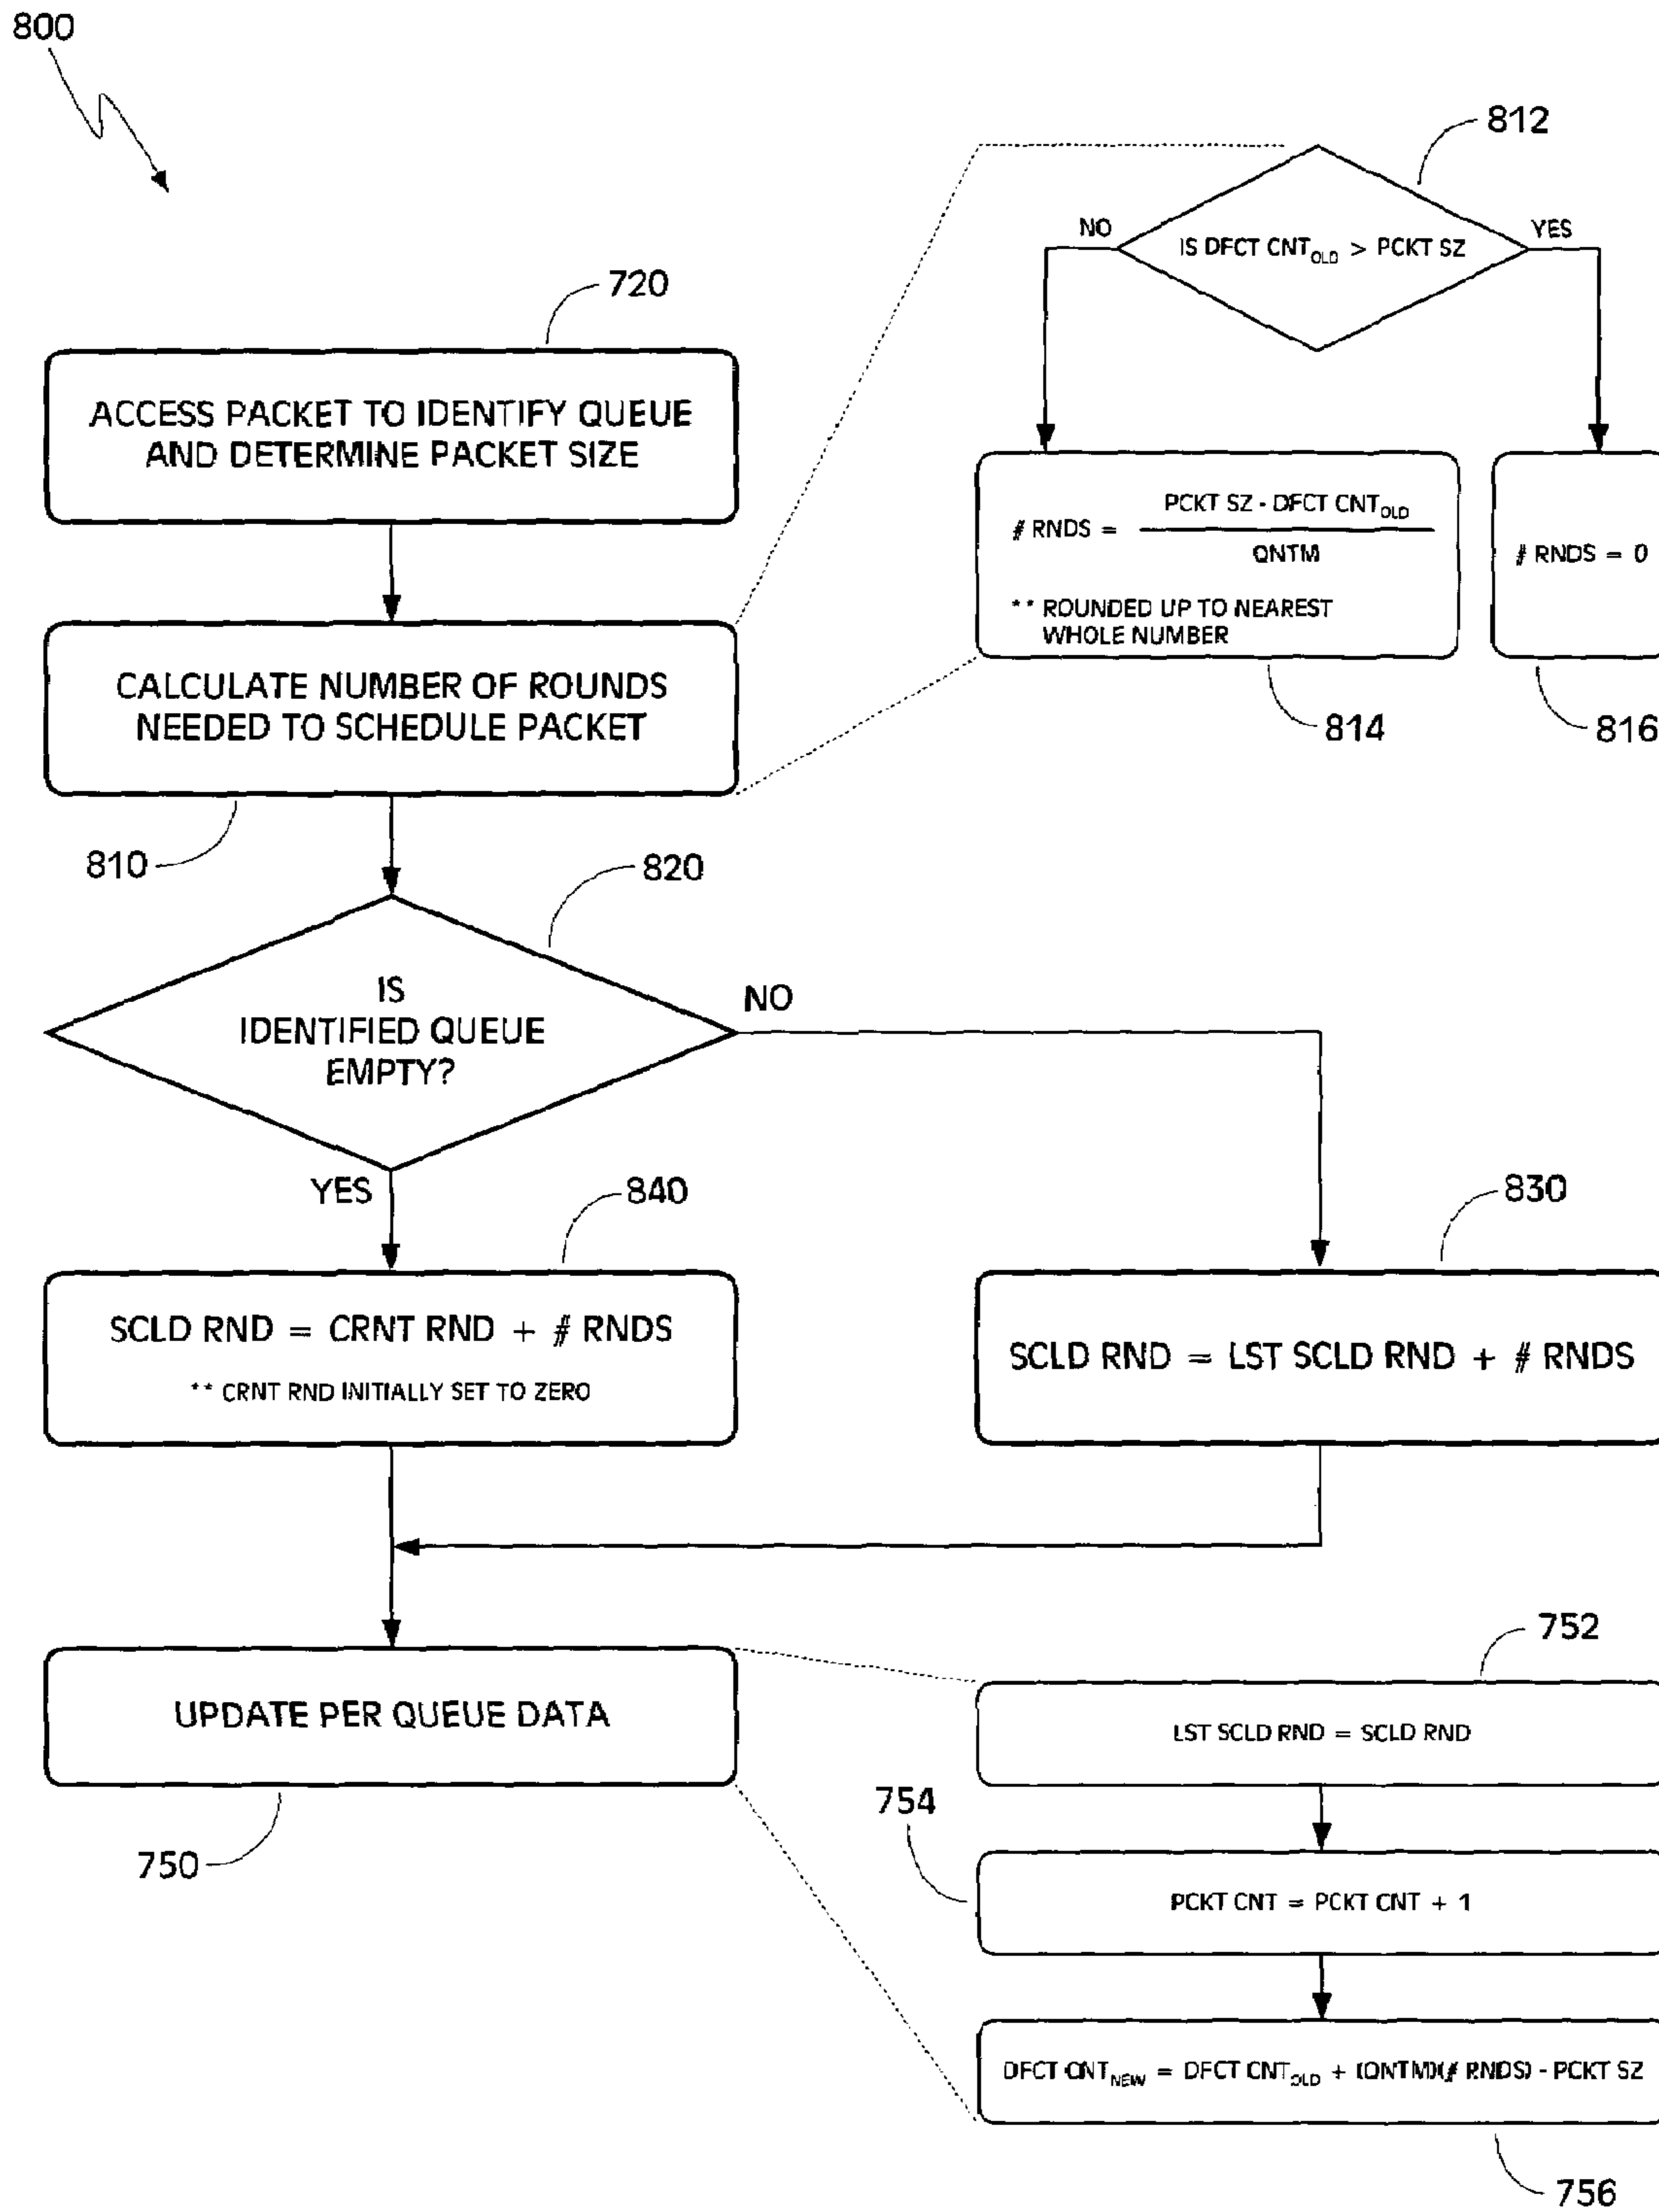 800
812
NO
YES
IS DFCT CNT_OLD > PCKT SZ
720
ACCESS PACKET TO IDENTIFY QUEUE
AND DETERMINE PACKET SIZE
# RNDS =
PCKT SZ - DFCT CNT_OLD
QNTM
** ROUNDED UP TO NEAREST
WHOLE NUMBER
# RNDS = 0
814
816
CALCULATE NUMBER OF ROUNDS
NEEDED TO SCHEDULE PACKET
810
820
IS
IDENTIFIED QUEUE
EMPTY?
NO
YES
840
830
SCLD RND = CRNT RND + # RNDS
** CRNT RND INITIALLY SET TO ZERO
SCLD RND = LST SCLD RND + # RNDS
752
UPDATE PER QUEUE DATA
750
LST SCLD RND = SCLD RND
754
PCKT CNT = PCKT CNT + 1
DFCT CNT_NEW = DFCT CNT_OLD + (QNTM)(# RNDS) - PCKT SZ
756